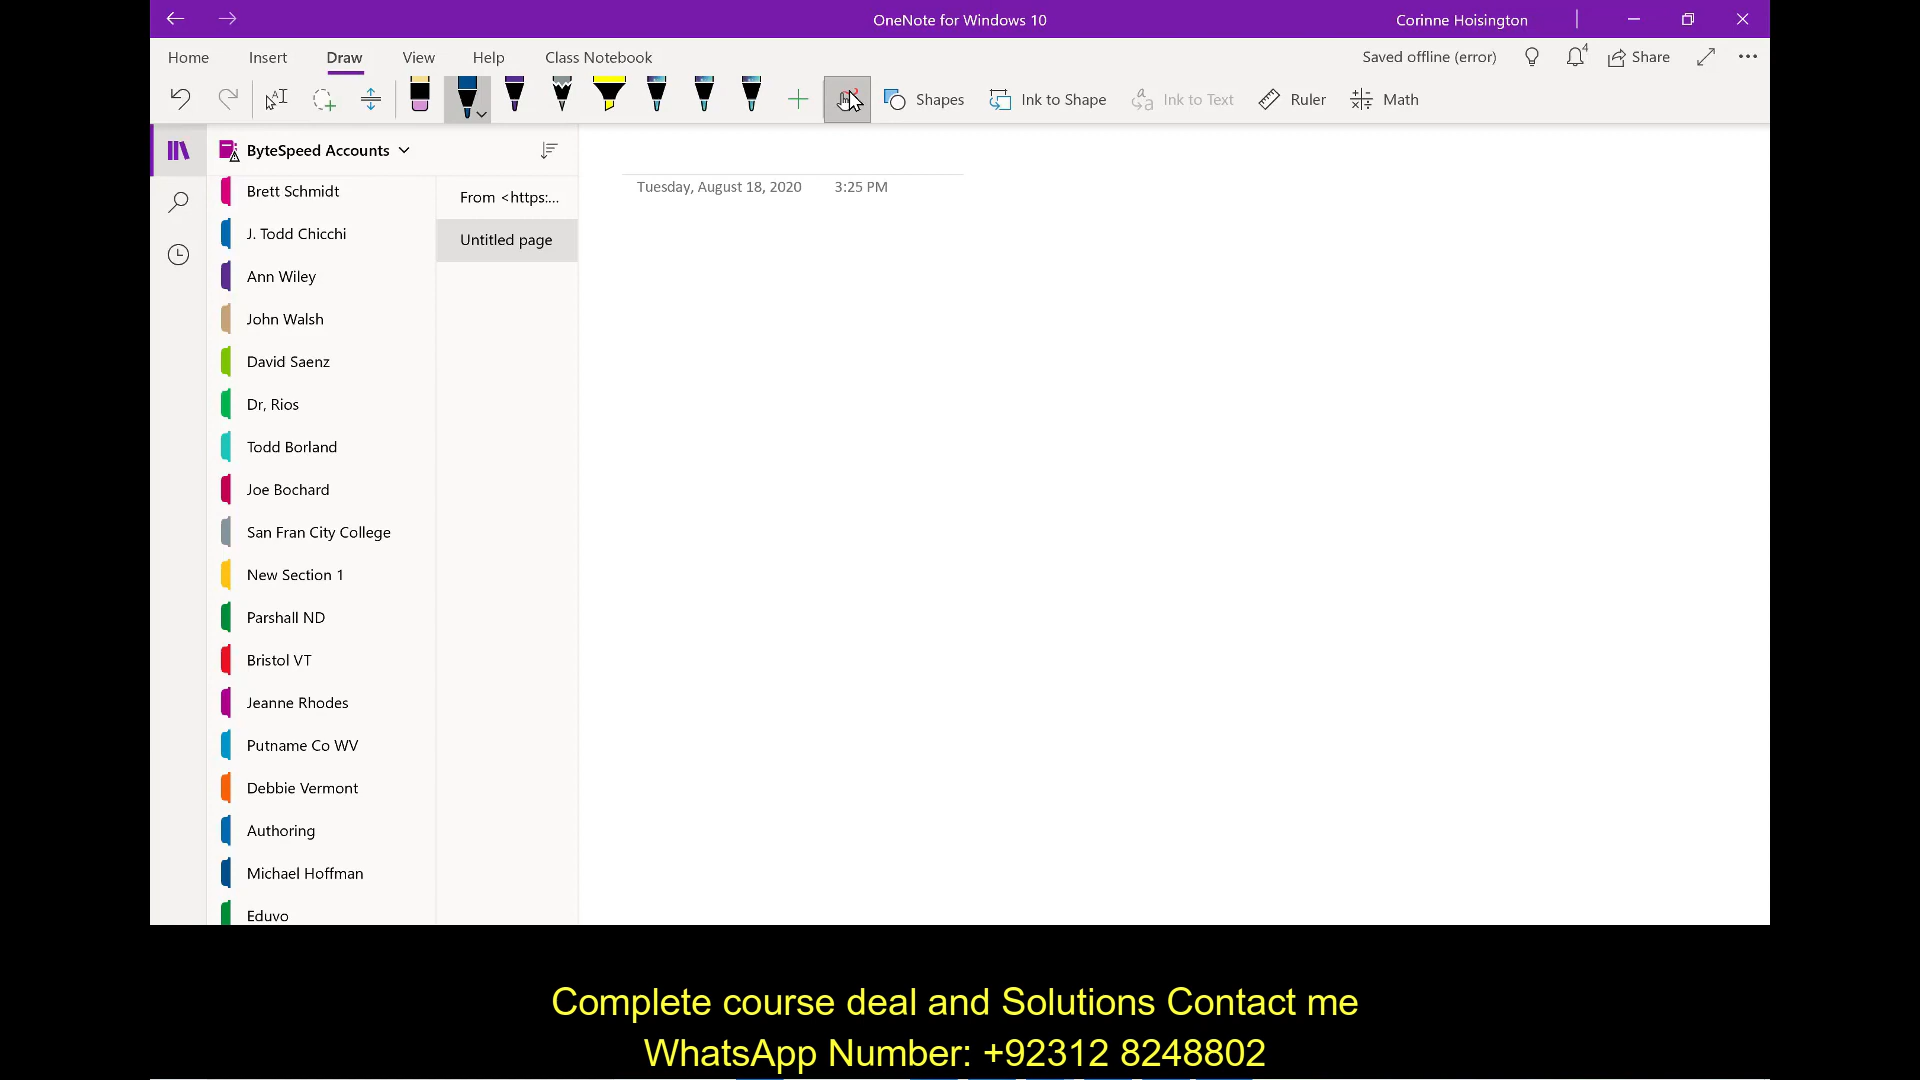 OneNote for Windows 10
Corinne Hoisington
Home Insert Draw View Help Class Notebook
Saved offline (error) 4 Share
Shapes Ink to Shape Ink to Text Ruler Math
ByteSpeed Accounts
Brett Schmidt
J. Todd Chicchi
Ann Wiley
John Walsh
David Saenz
Dr, Rios
Todd Borland
Joe Bochard
San Fran City College
New Section 1
Parshall ND
Bristol VT
Jeanne Rhodes
Putname Co WV
Debbie Vermont
Authoring
Michael Hoffman
Eduvo
From <https:...
Untitled page
Tuesday, August 18, 2020 3:25 PM
Complete course deal and Solutions Contact me
WhatsApp Number: +92312 8248802